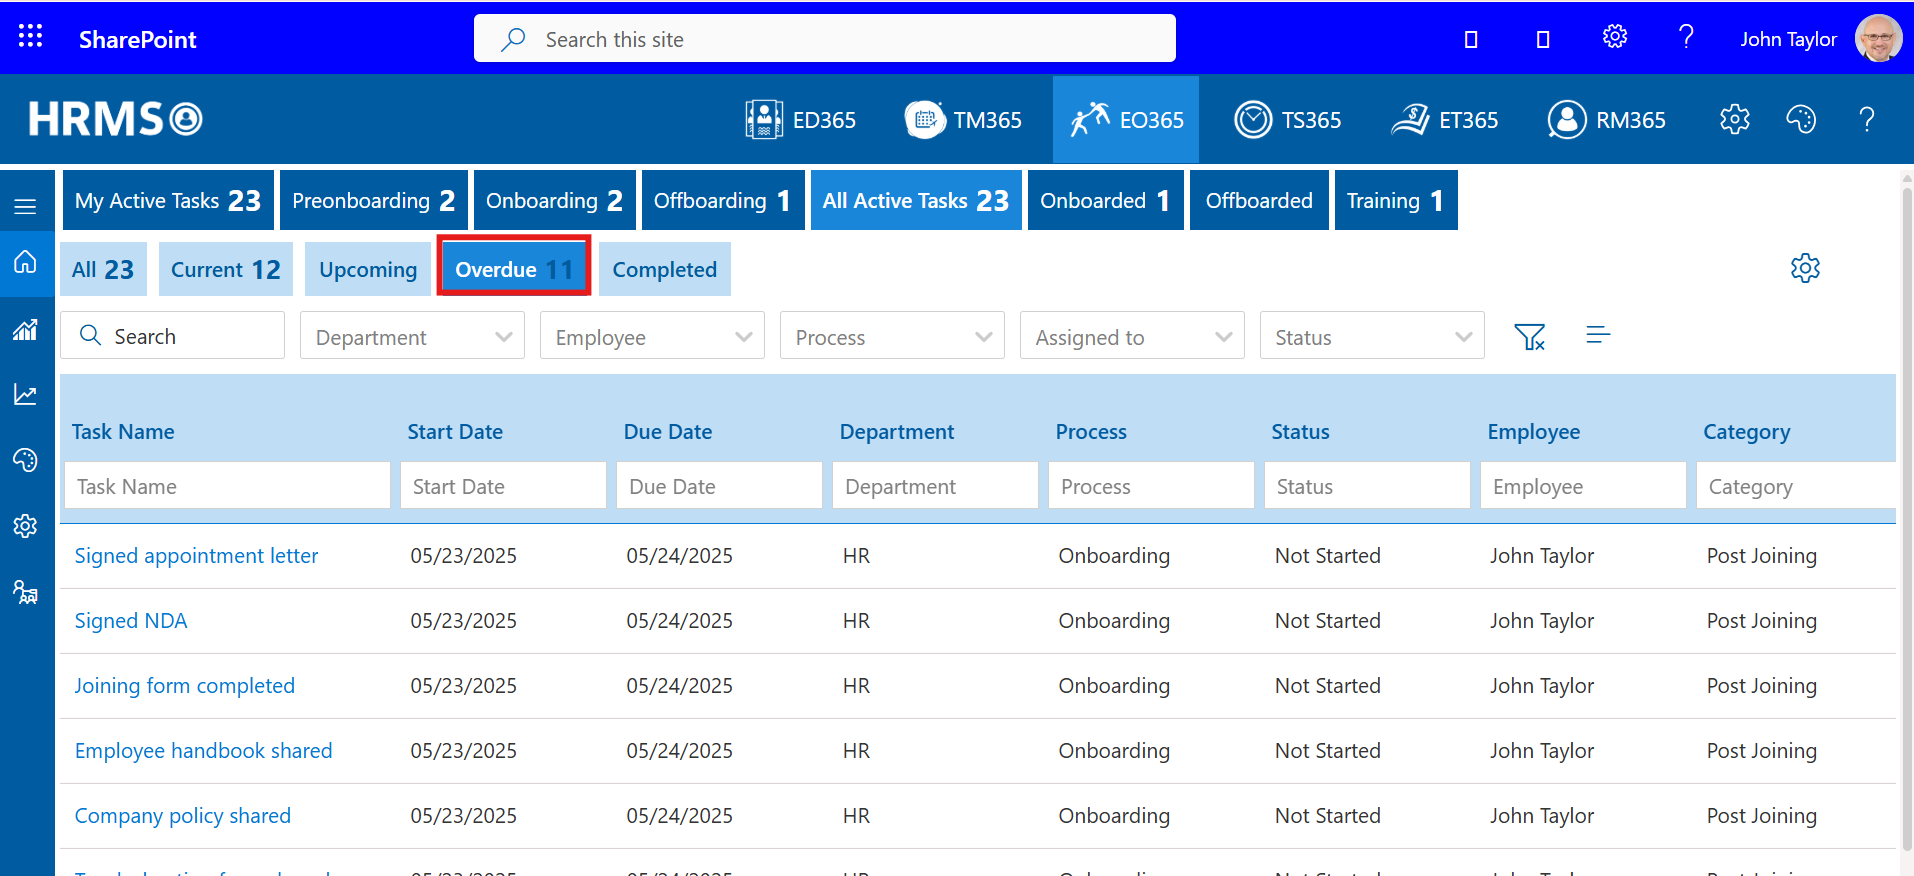 SharePoint Search this site John Taylor
HRMS ED365 TM365 EO365 TS365 ET365 RM365
My Active Tasks 23 Preonboarding 2 Onboarding 2 Offboarding 1 All Active Tasks 23 Onboarded 1 Offboarded Training 1
All 23 Current 12 Upcoming Overdue 11 Completed
Search Department Employee Process Assigned to Status
Task Name Start Date Due Date Department Process Status Employee Category
Task Name Start Date Due Date Department Process Status Employee Category
Signed appointment letter 05/23/2025 05/24/2025 HR Onboarding Not Started John Taylor Post Joining
Signed NDA 05/23/2025 05/24/2025 HR Onboarding Not Started John Taylor Post Joining
Joining form completed 05/23/2025 05/24/2025 HR Onboarding Not Started John Taylor Post Joining
Employee handbook shared 05/23/2025 05/24/2025 HR Onboarding Not Started John Taylor Post Joining
Company policy shared 05/23/2025 05/24/2025 HR Onboarding Not Started John Taylor Post Joining